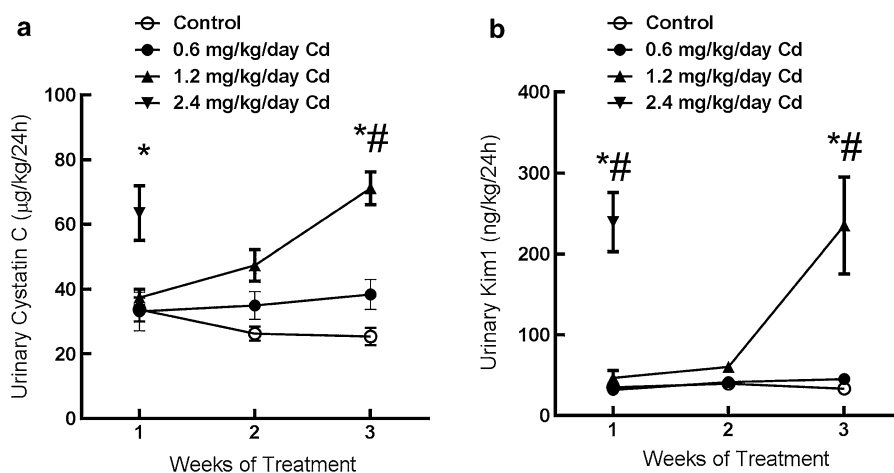 a
Control
0.6 mg/kg/day Cd
1.2 mg/kg/day Cd
2.4 mg/kg/day Cd
Urinary Cystatin C (µg/kg/24h)
100
80
60
40
20
0
*
*#
1 2 3
Weeks of Treatment
b
Control
0.6 mg/kg/day Cd
1.2 mg/kg/day Cd
2.4 mg/kg/day Cd
Urinary Kim1 (ng/kg/24h)
400
300
200
100
0
*#
*#
1 2 3
Weeks of Treatment